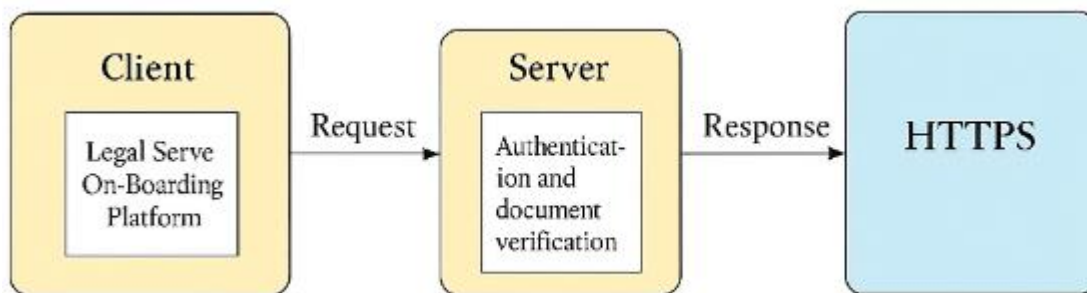 Client
Legal Serve
On-Boarding
Platform
Request
Server
Authenticat-
ion and
document
verification
Response
HTTPS